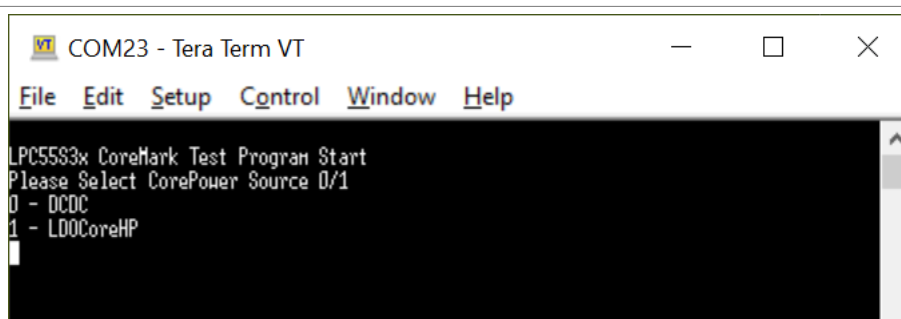 COM23 - Tera Term VT
File Edit Setup Control Window Help
LPC55S3x CoreMark Test Program Start
Please Select CorePower Source 0/1
0 - DCDC
1 - LDOCoreHP